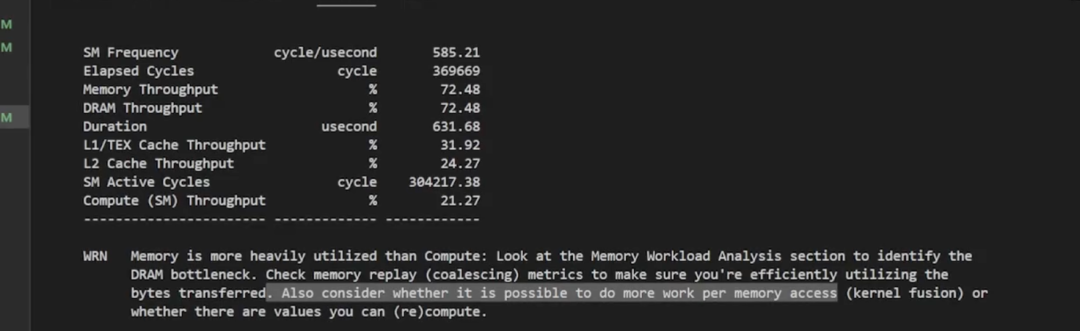 M
M
M
SM Frequency cycle/usecond 585.21
Elapsed Cycles cycle 369669
Memory Throughput % 72.48
DRAM Throughput % 72.48
Duration usecond 631.68
L1/TEX Cache Throughput % 31.92
L2 Cache Throughput % 24.27
SM Active Cycles cycle 304217.38
Compute (SM) Throughput % 21.27
---------------------- ------------- ------------
WRN Memory is more heavily utilized than Compute: Look at the Memory Workload Analysis section to identify the
DRAM bottleneck. Check memory replay (coalescing) metrics to make sure you're efficiently utilizing the
bytes transferred. Also consider whether it is possible to do more work per memory access (kernel fusion) or
whether there are values you can (re)compute.